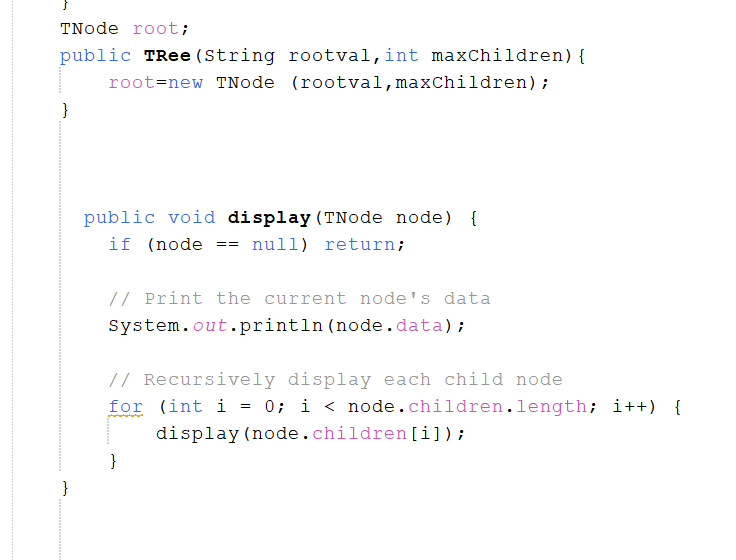 }
TNode root;
public TRee(String rootval,int maxChildren){
root=new TNode (rootval,maxChildren);
}
public void display(TNode node) {
if (node == null) return;
// Print the current node's data
System.out.println(node.data);
// Recursively display each child node
for (int i = 0; i < node.children.length; i++) {
display(node.children[i]);
}
}